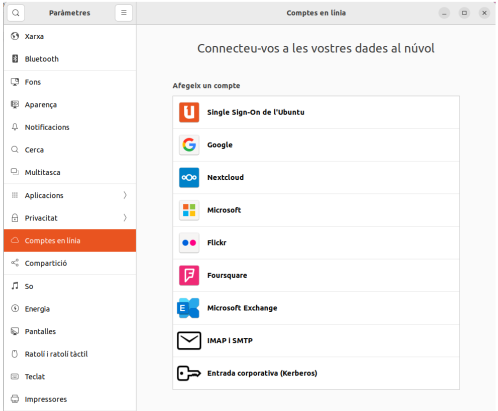 Paràmetres
Comptes en línia
Xarxa
Bluetooth
Fons
Aparença
Notificacions
Cerca
Multitasca
Aplicacions
Privacitat
Comptes en línia
Compartició
So
Energia
Pantalles
Ratolí i ratolí tàctil
Teclat
Impressores
Connecteu-vos a les vostres dades al núvol
Afegeix un compte
Single Sign-On de l'Ubuntu
Google
Nextcloud
Microsoft
Flickr
Foursquare
Microsoft Exchange
IMAP i SMTP
Entrada corporativa (Kerberos)